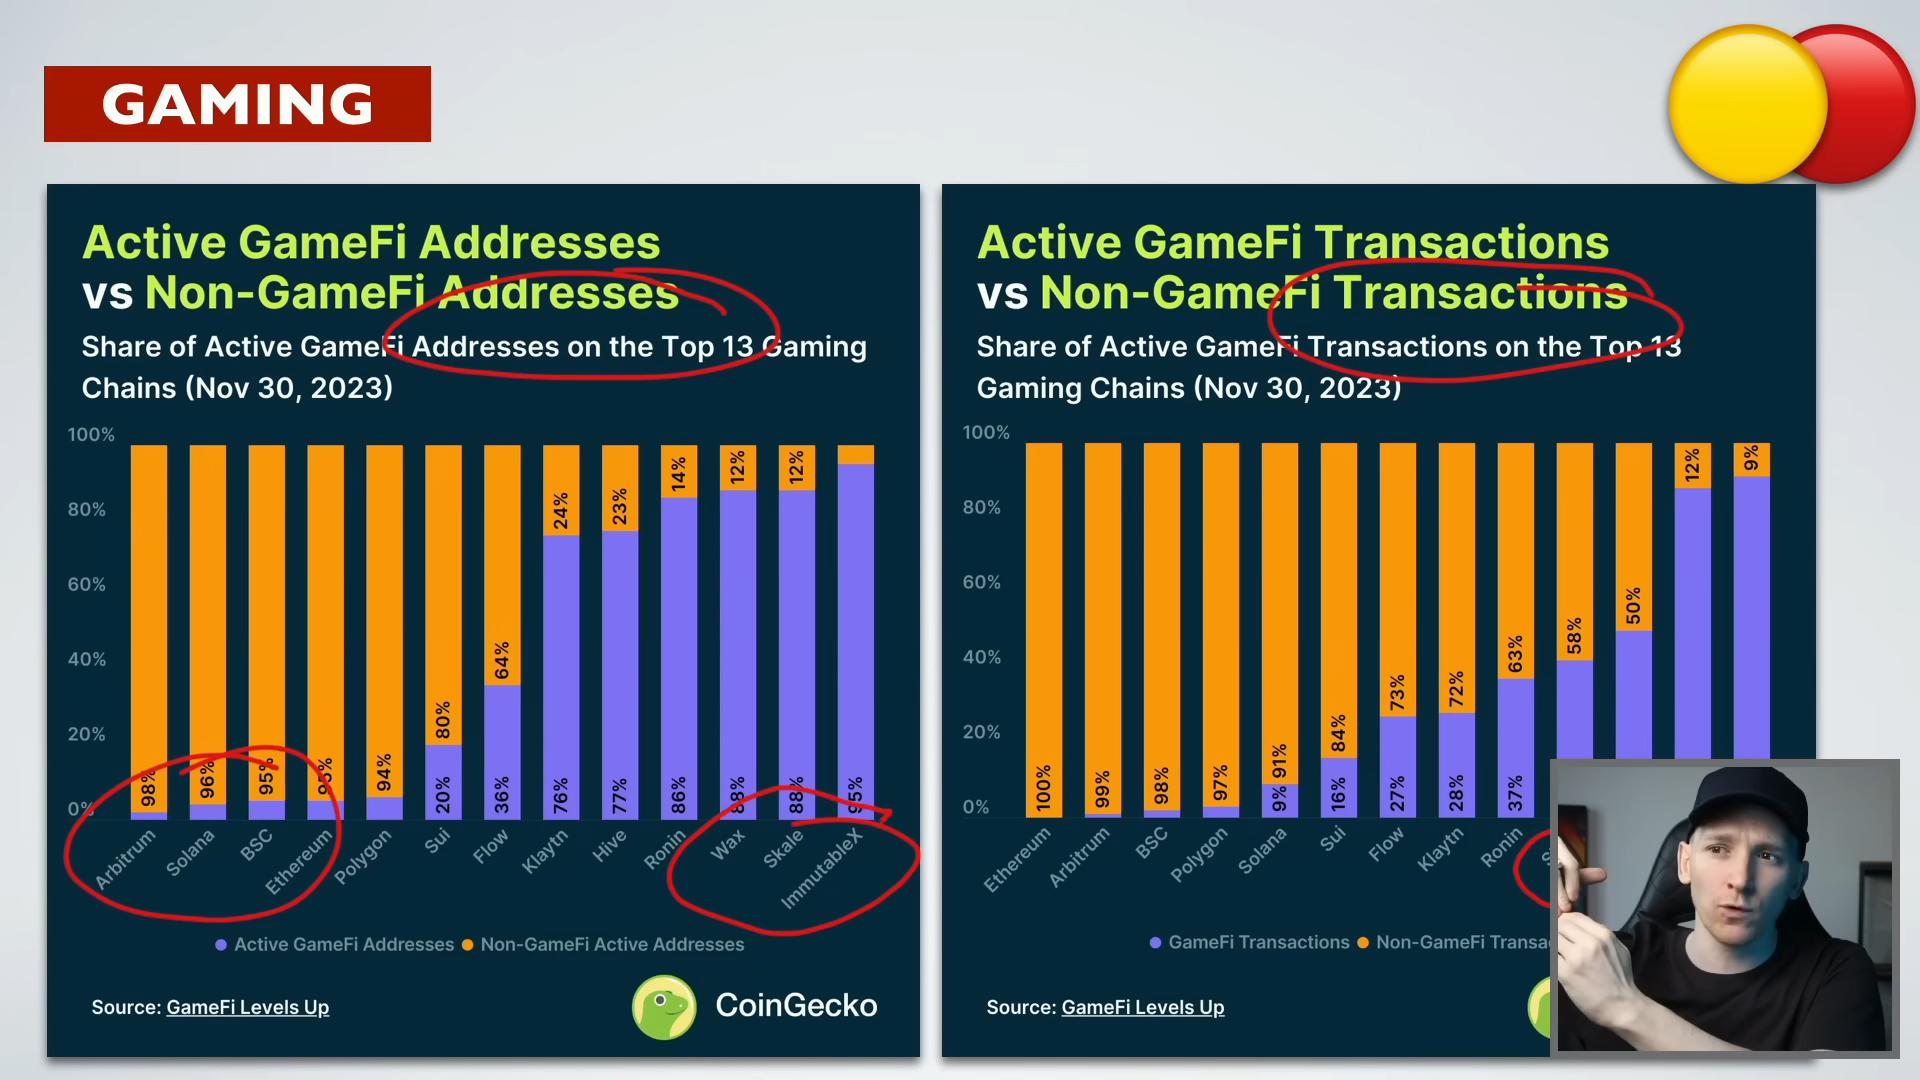 GAMING
Active GameFi Addresses
vs Non-GameFi Addresses
Share of Active GameFi Addresses on the Top 13 Gaming
Chains (Nov 30, 2023)
100%
80%
60%
40%
20%
0%
98%
96%
95%
95%
94%
80%
20%
64%
36%
24%
76%
23%
77%
14%
86%
12%
88%
12%
88%
95%
Arbitrum
Solana
BSC
Ethereum
Polygon
Sui
Flow
Klaytn
Hive
Ronin
Wax
Skale
ImmutableX
Active GameFi Addresses
Non-GameFi Active Addresses
Source: GameFi Levels Up
CoinGecko
Active GameFi Transactions
vs Non-GameFi Transactions
Share of Active GameFi Transactions on the Top 13
Gaming Chains (Nov 30, 2023)
100%
80%
60%
40%
20%
0%
100%
99%
98%
97%
91%
9%
84%
16%
73%
27%
72%
28%
63%
37%
58%
50%
12%
9%
Ethereum
Arbitrum
BSC
Polygon
Solana
Sui
Flow
Klaytn
Ronin
GameFi Transactions
Non-GameFi
Source: GameFi Levels Up